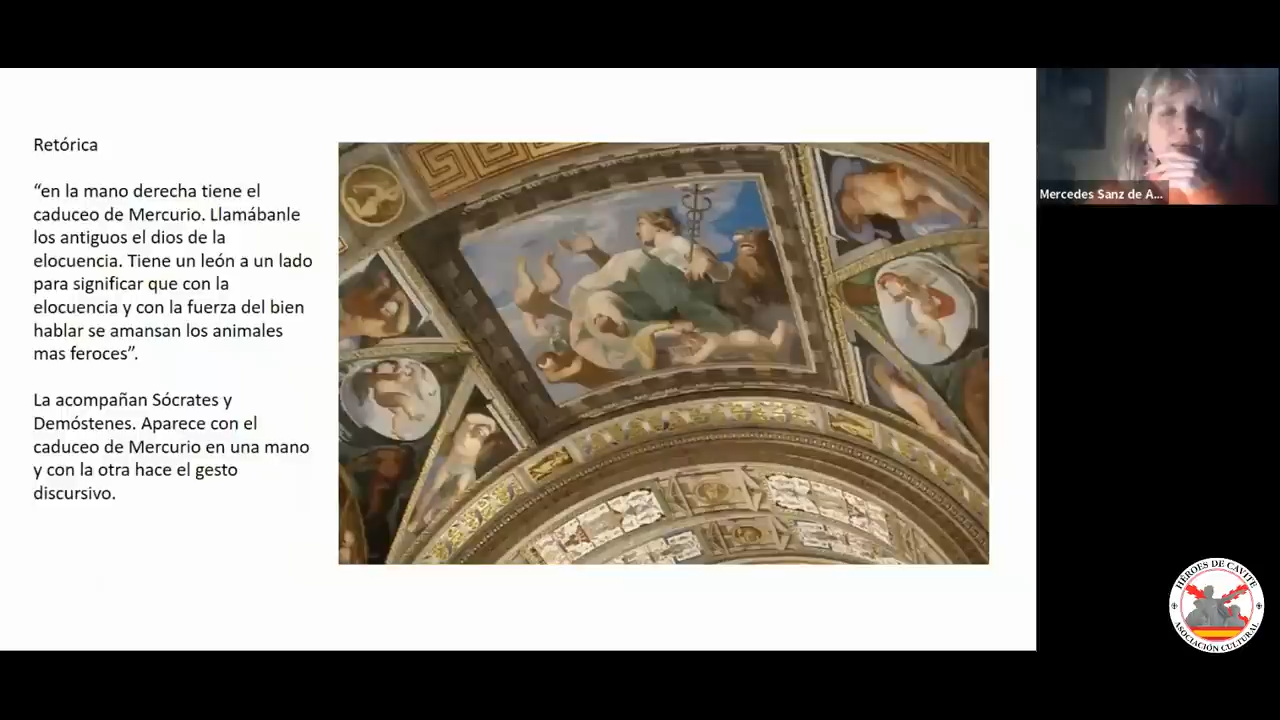 Retórica
“en la mano derecha tiene el
caduceo de Mercurio. Llamábanle
los antiguos el dios de la
elocuencia. Tiene un león a un lado
para significar que con la
elocuencia y con la fuerza del bien
hablar se amansan los animales
mas feroces”.
La acompañan Sócrates y
Demóstenes. Aparece con el
caduceo de Mercurio en una mano
y con la otra hace el gesto
discursivo.
Mercedes Sanz de A...
HÉROES DE CAVITE
ASOCIACIÓN CULTURAL